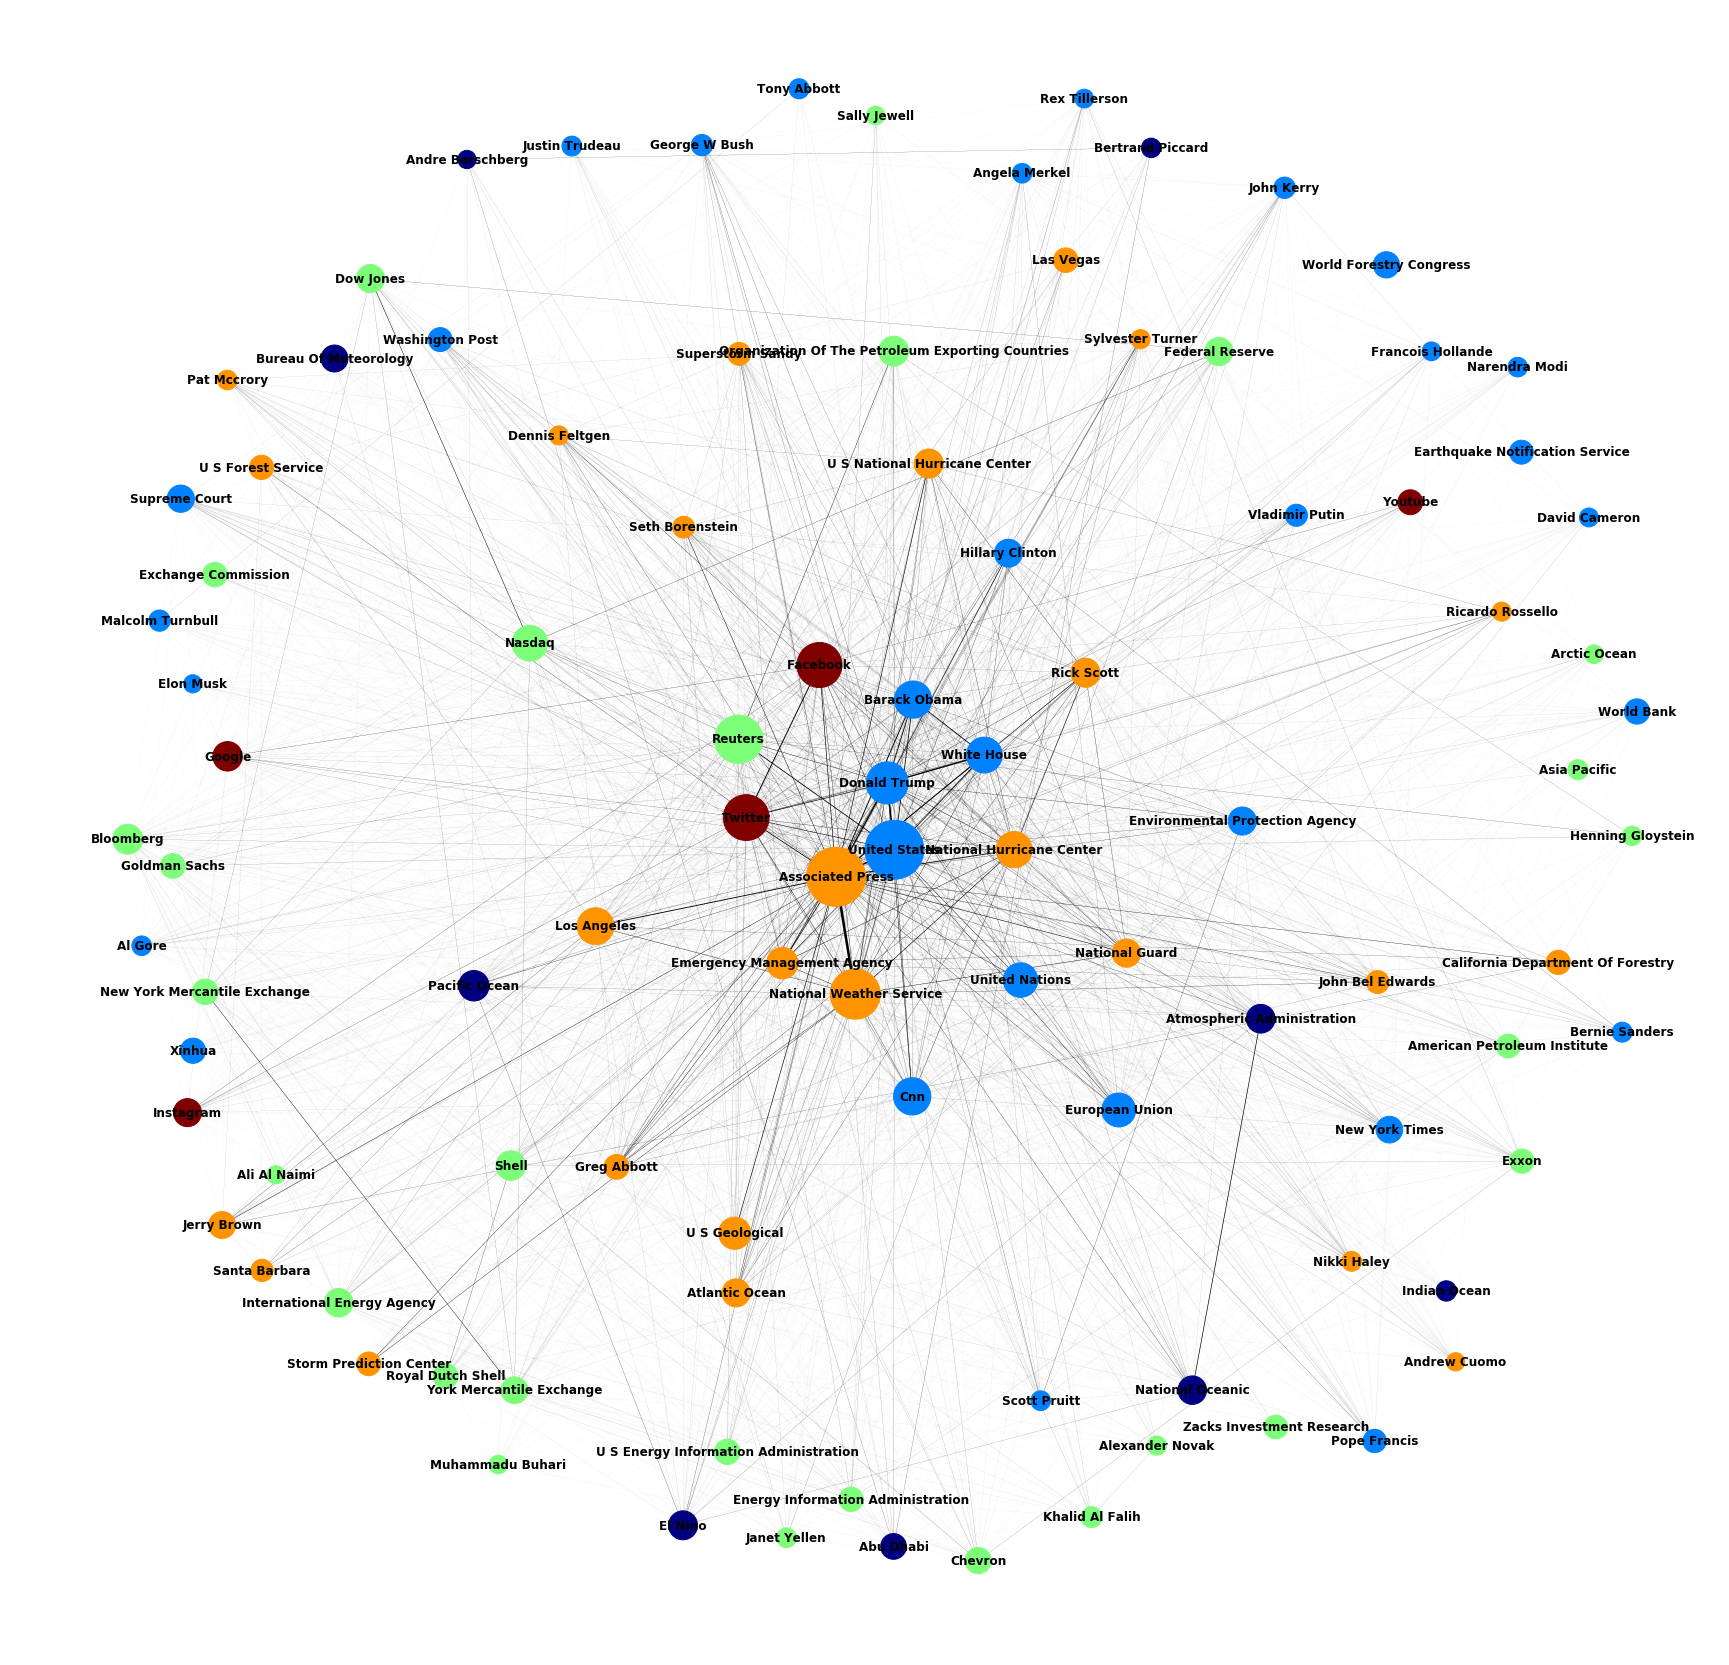 Tony Abbott
Rex Tillerson
Sally Jewell
Justin Trudeau
George W Bush
Bertrand Piccard
Andre Borschberg
Angela Merkel
John Kerry
Las Vegas
World Forestry Congress
Dow Jones
Washington Post
Sylvester Turner
Superstorm Sandy
Organization Of The Petroleum Exporting Countries
Federal Reserve
Francois Hollande
Bureau Of Meteorology
Narendra Modi
Pat Mccrory
Dennis Feltgen
Earthquake Notification Service
U S National Hurricane Center
U S Forest Service
Supreme Court
Youtube
Vladimir Putin
David Cameron
Seth Borenstein
Hillary Clinton
Exchange Commission
Ricardo Rossello
Malcolm Turnbull
Nasdaq
Arctic Ocean
Facebook
Rick Scott
Elon Musk
Barack Obama
World Bank
Reuters
White House
Google
Asia Pacific
Donald Trump
Twitter
Environmental Protection Agency
Henning Gloystein
Bloomberg
United States
National Hurricane Center
Goldman Sachs
Associated Press
Los Angeles
Al Gore
National Guard
Emergency Management Agency
California Department Of Forestry
United Nations
John Bel Edwards
Pacific Ocean
New York Mercantile Exchange
National Weather Service
Atmospheric Administration
Bernie Sanders
American Petroleum Institute
Xinhua
Cnn
European Union
Instagram
New York Times
Exxon
Shell
Greg Abbott
Ali Al Naimi
Jerry Brown
U S Geological
Nikki Haley
Santa Barbara
Indian Ocean
Atlantic Ocean
International Energy Agency
Andrew Cuomo
Storm Prediction Center
Royal Dutch Shell
York Mercantile Exchange
National Oceanic
Scott Pruitt
Zacks Investment Research
Pope Francis
Alexander Novak
U S Energy Information Administration
Muhammadu Buhari
Energy Information Administration
Khalid Al Falih
El Nino
Janet Yellen
Abu Dhabi
Chevron